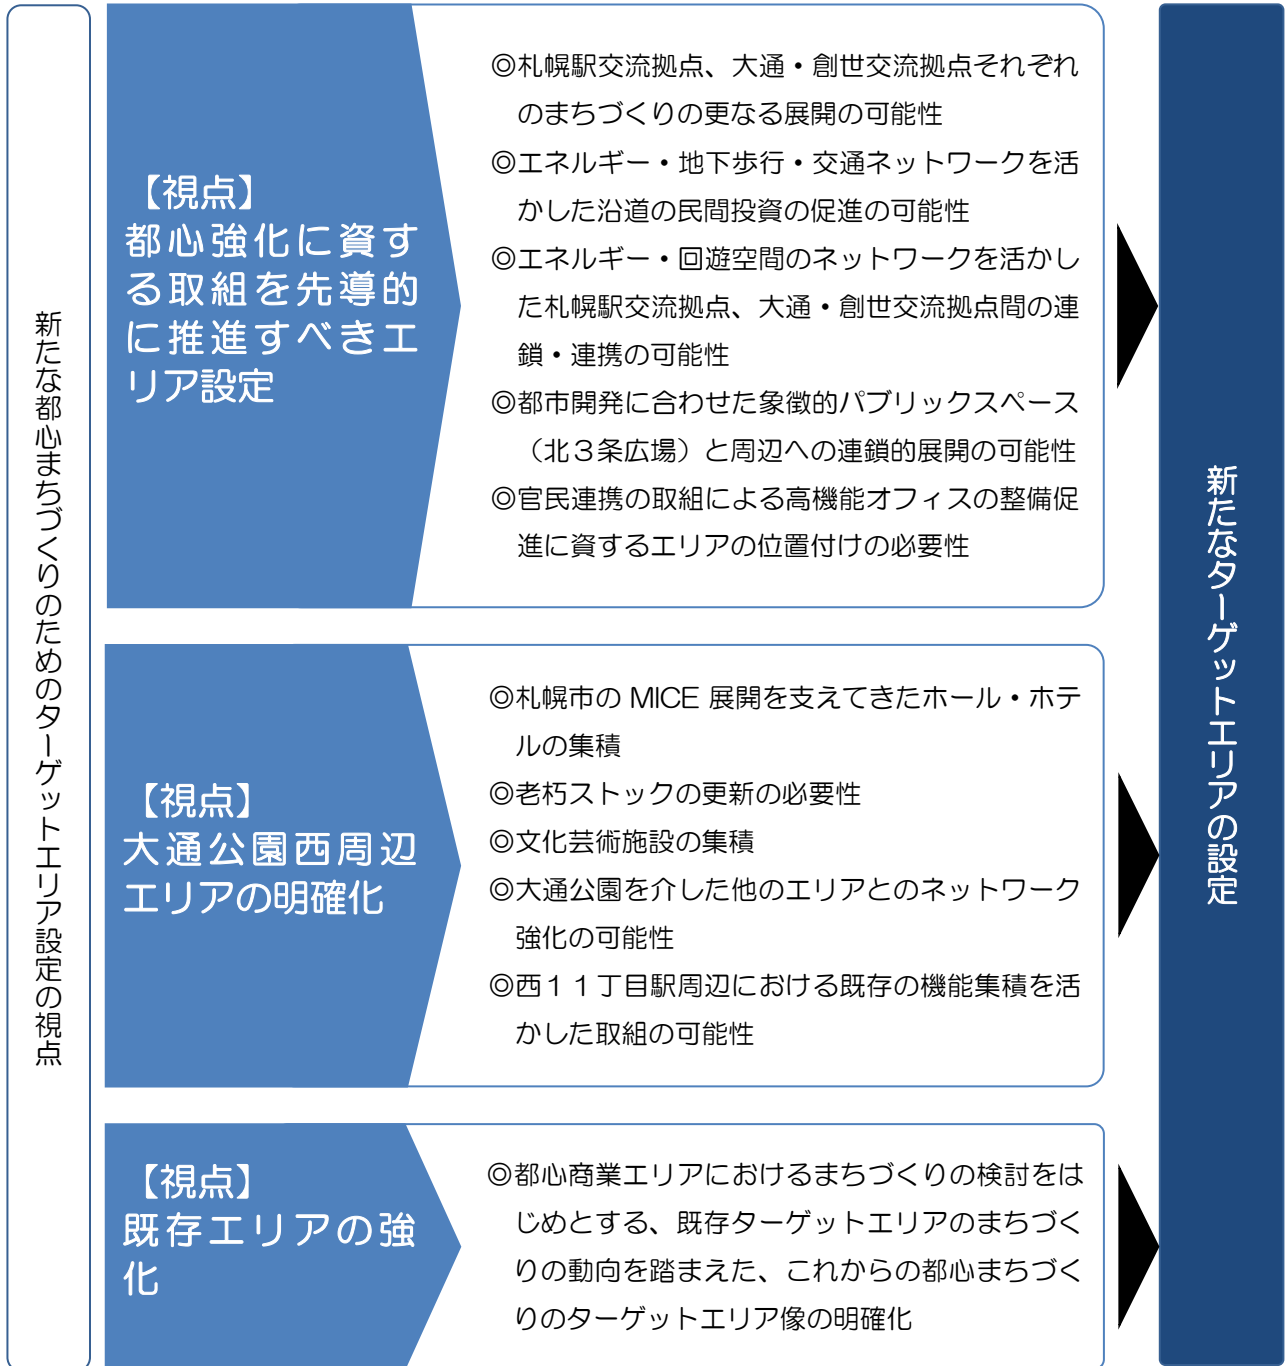 新たな都心まちづくりのためのターゲットエリア設定の視点
【視点】
都心強化に資す
る取組を先導的
に推進すべきエ
リア設定
◎札幌駅交流拠点、大通・創世交流拠点それぞれ
のまちづくりの更なる展開の可能性
◎エネルギー・地下歩行・交通ネットワークを活
かした沿道の民間投資の促進の可能性
◎エネルギー・回遊空間のネットワークを活かし
た札幌駅交流拠点、大通・創世交流拠点間の連
鎖・連携の可能性
◎都市開発に合わせた象徴的パブリックスペース
（北３条広場）と周辺への連鎖的展開の可能性
◎官民連携の取組による高機能オフィスの整備促
進に資するエリアの位置付けの必要性
【視点】
大通公園西周辺
エリアの明確化
◎札幌市の MICE 展開を支えてきたホール・ホテ
ルの集積
◎老朽ストックの更新の必要性
◎文化芸術施設の集積
◎大通公園を介した他のエリアとのネットワーク
強化の可能性
◎西１１丁目駅周辺における既存の機能集積を活
かした取組の可能性
【視点】
既存エリアの強
化
◎都心商業エリアにおけるまちづくりの検討をは
じめとする、既存ターゲットエリアのまちづく
りの動向を踏まえた、これからの都心まちづく
りのターゲットエリア像の明確化
新たなターゲットエリアの設定